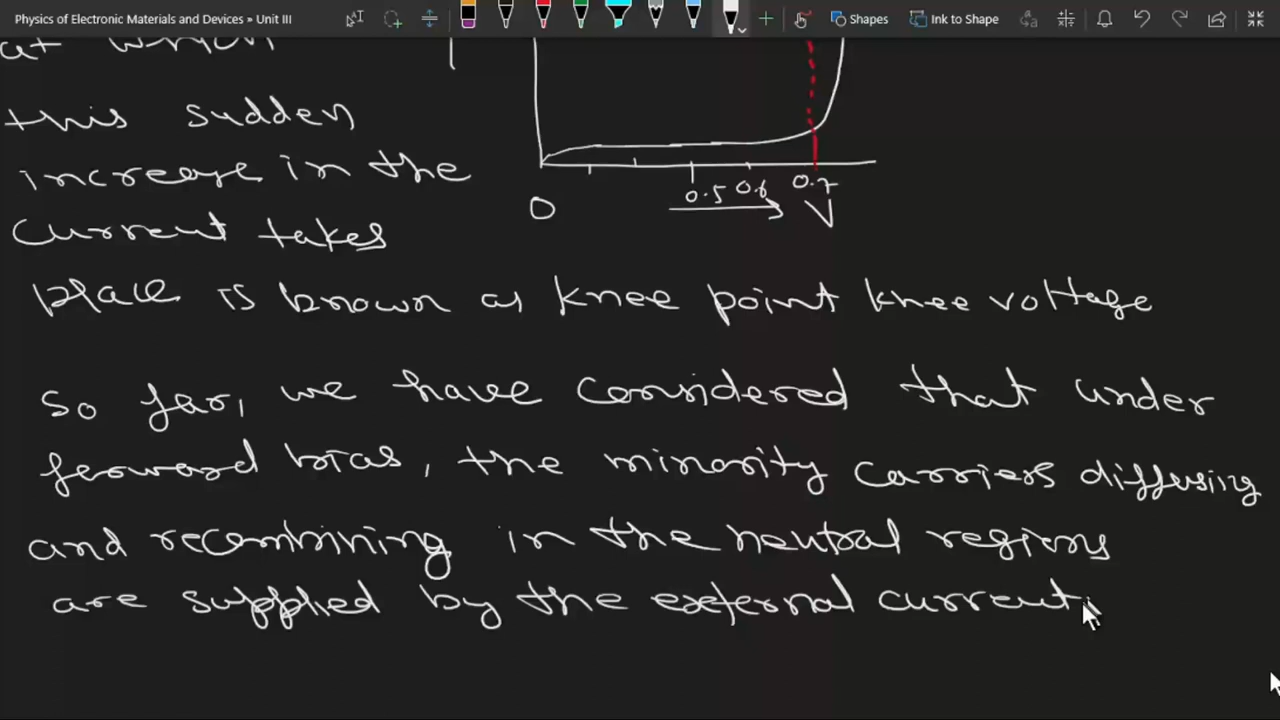 Physics of Electronic Materials and Devices » Unit III
Shapes
Ink to Shape
at which
this sudden
increase in the
current takes
0.5 0.6 0.7
0
V
place is known as knee point knee voltage
so far, we have considered that under
forward bias, the minority carriers diffusing
and recombining in the neutral regions
are supplied by the external current